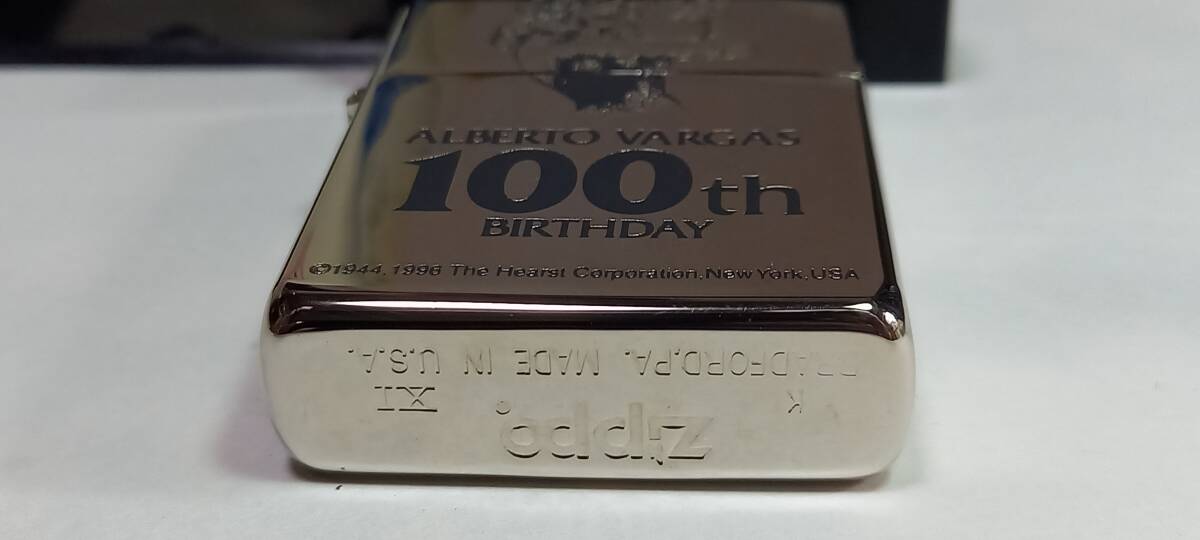 ALBERTO VARGAS
100th
BIRTHDAY
©1944,1996 The Hearst Corporation,New York,USA
Zippo
K XI
BRADFORD,PA. MADE IN U.S.A.